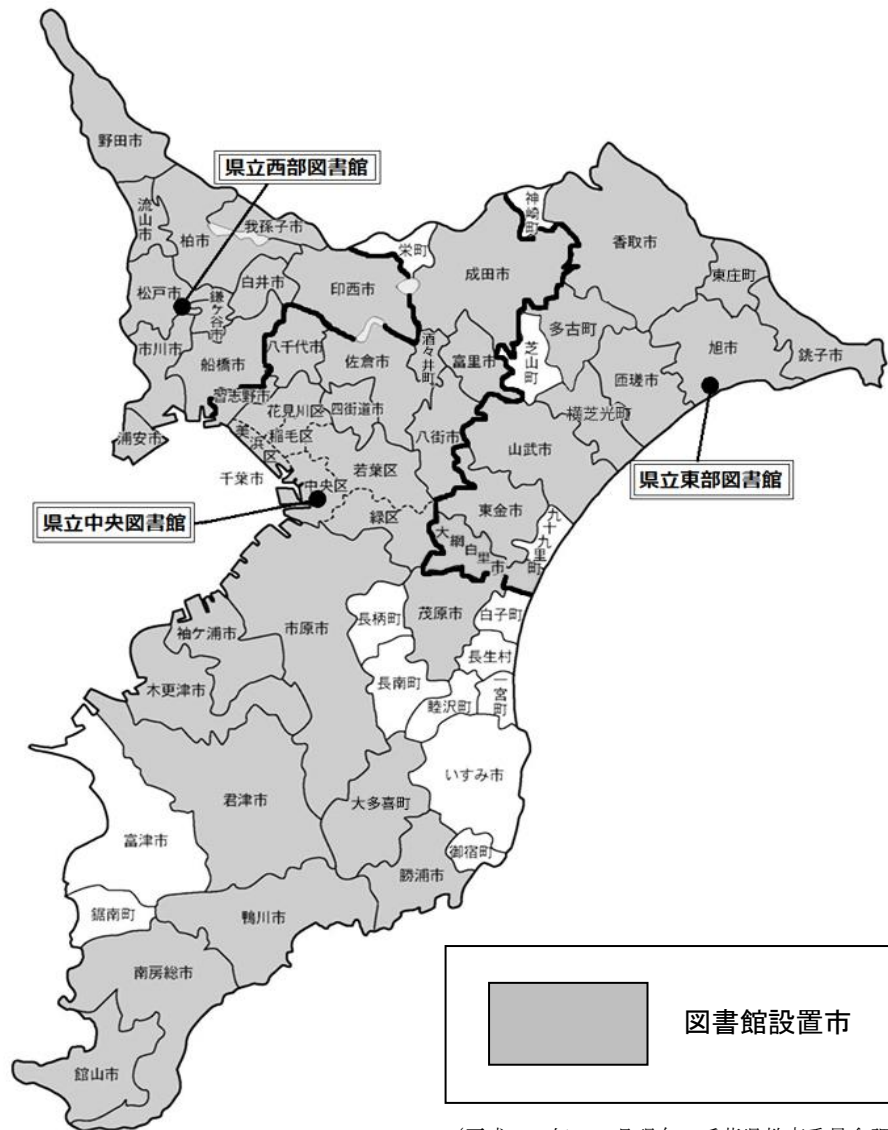 野田市
県立西部図書館
流山市
柏市
我孫子市
神崎町
栄町
香取市
成田市
東庄町
松戸市
鎌ケ谷市
白井市
印西市
多古町
旭市
銚子市
市川市
船橋市
八千代市
佐倉市
酒々井町
富里市
芝山町
匝瑳市
習志野市
横芝光町
浦安市
花見川区
四街道市
八街市
山武市
美浜区
稲毛区
千葉市
若葉区
県立東部図書館
中央区
県立中央図書館
緑区
東金市
九十九里町
大網白里市
市原市
長柄町
茂原市
白子町
袖ケ浦市
長生村
木更津市
長南町
一宮町
睦沢町
いすみ市
君津市
大多喜町
富津市
御宿町
勝浦市
鋸南町
鴨川市
南房総市
図書館設置市
館山市